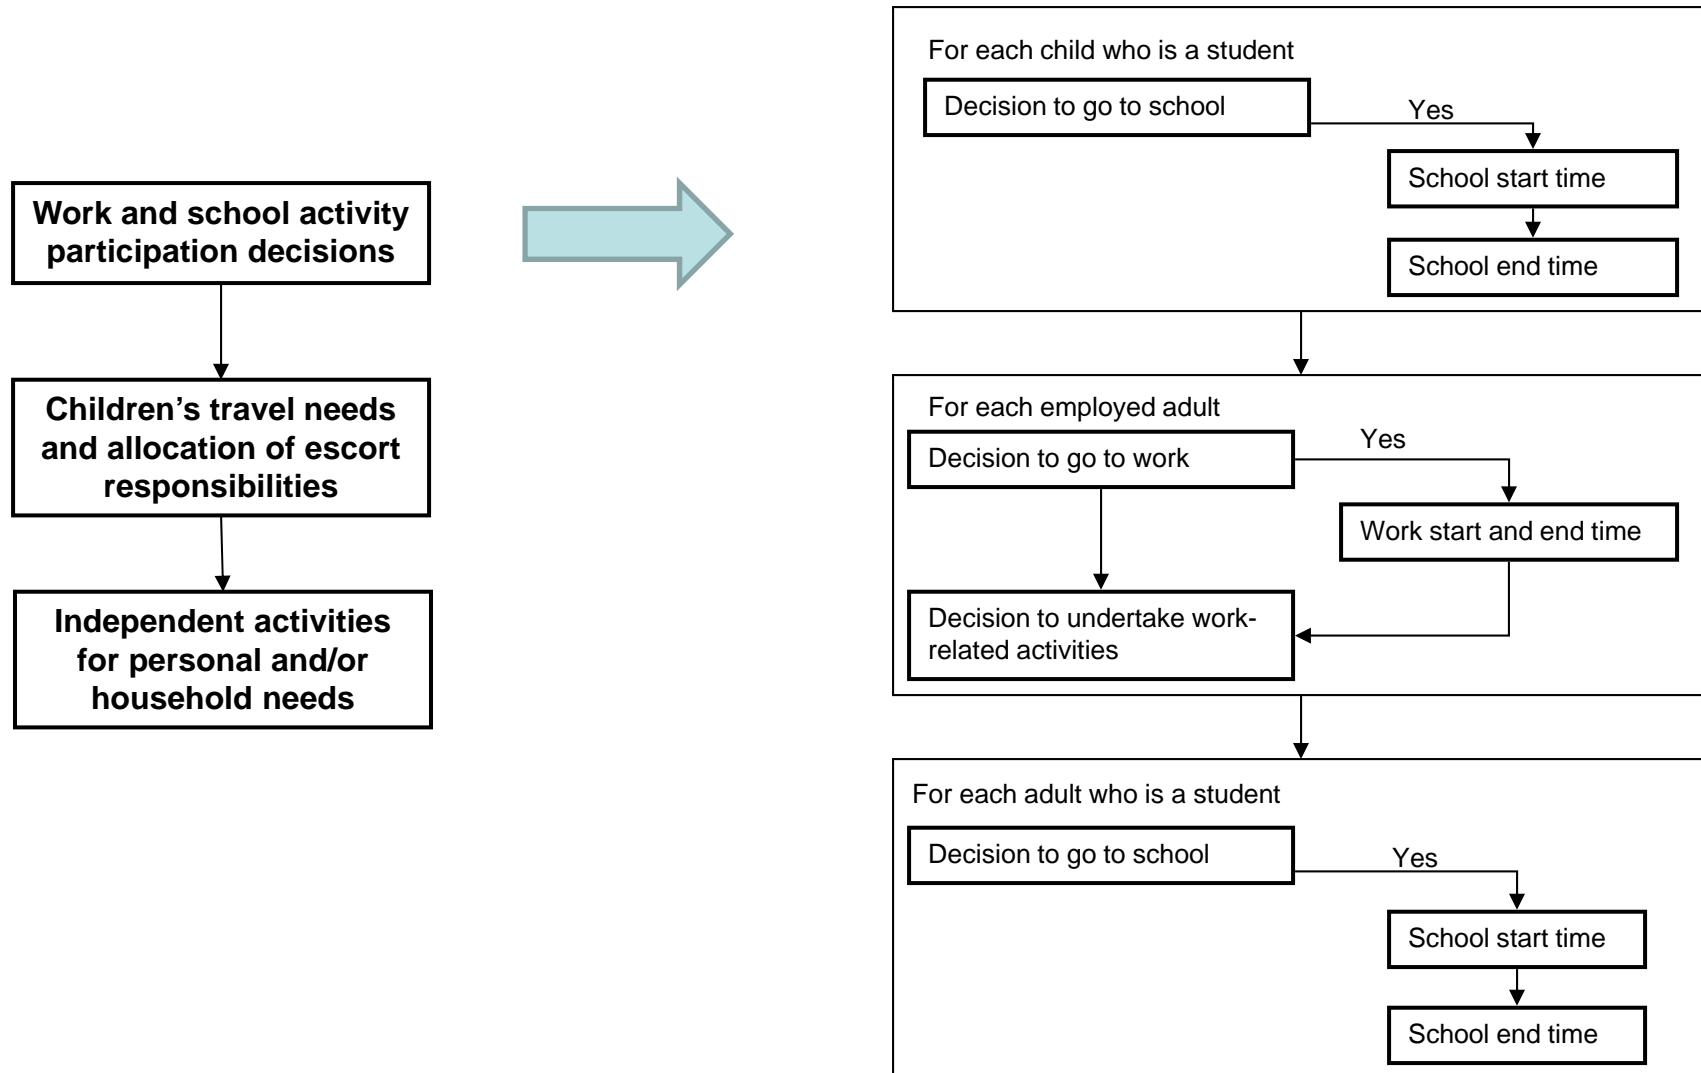 Work and school activity
participation decisions
Children’s travel needs
and allocation of escort
responsibilities
Independent activities
for personal and/or
household needs
For each child who is a student
Decision to go to school
Yes
School start time
School end time
For each employed adult
Decision to go to work
Yes
Work start and end time
Decision to undertake work-
related activities
For each adult who is a student
Decision to go to school
Yes
School start time
School end time